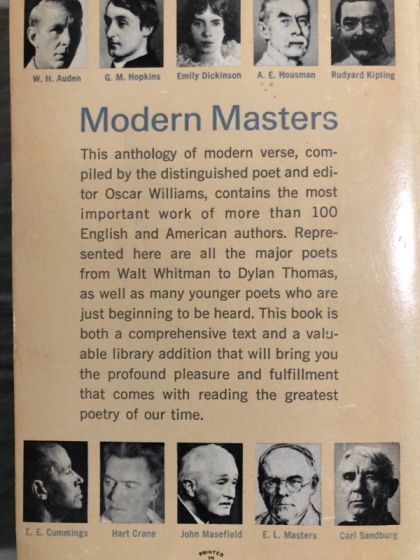 W. H. Auden G. M. Hopkins Emily Dickinson A. E. Housman Rudyard Kipling
Modern Masters
This anthology of modern verse, com-
piled by the distinguished poet and edi-
tor Oscar Williams, contains the most
important work of more than 100
English and American authors. Repre-
sented here are all the major poets
from Walt Whitman to Dylan Thomas,
as well as many younger poets who are
just beginning to be heard. This book is
both a comprehensive text and a valu-
able library addition that will bring you
the profound pleasure and fulfillment
that comes with reading the greatest
poetry of our time.
E. E. Cummings Hart Crane John Masefield E. L. Masters Carl Sandburg
PRINTED
IN